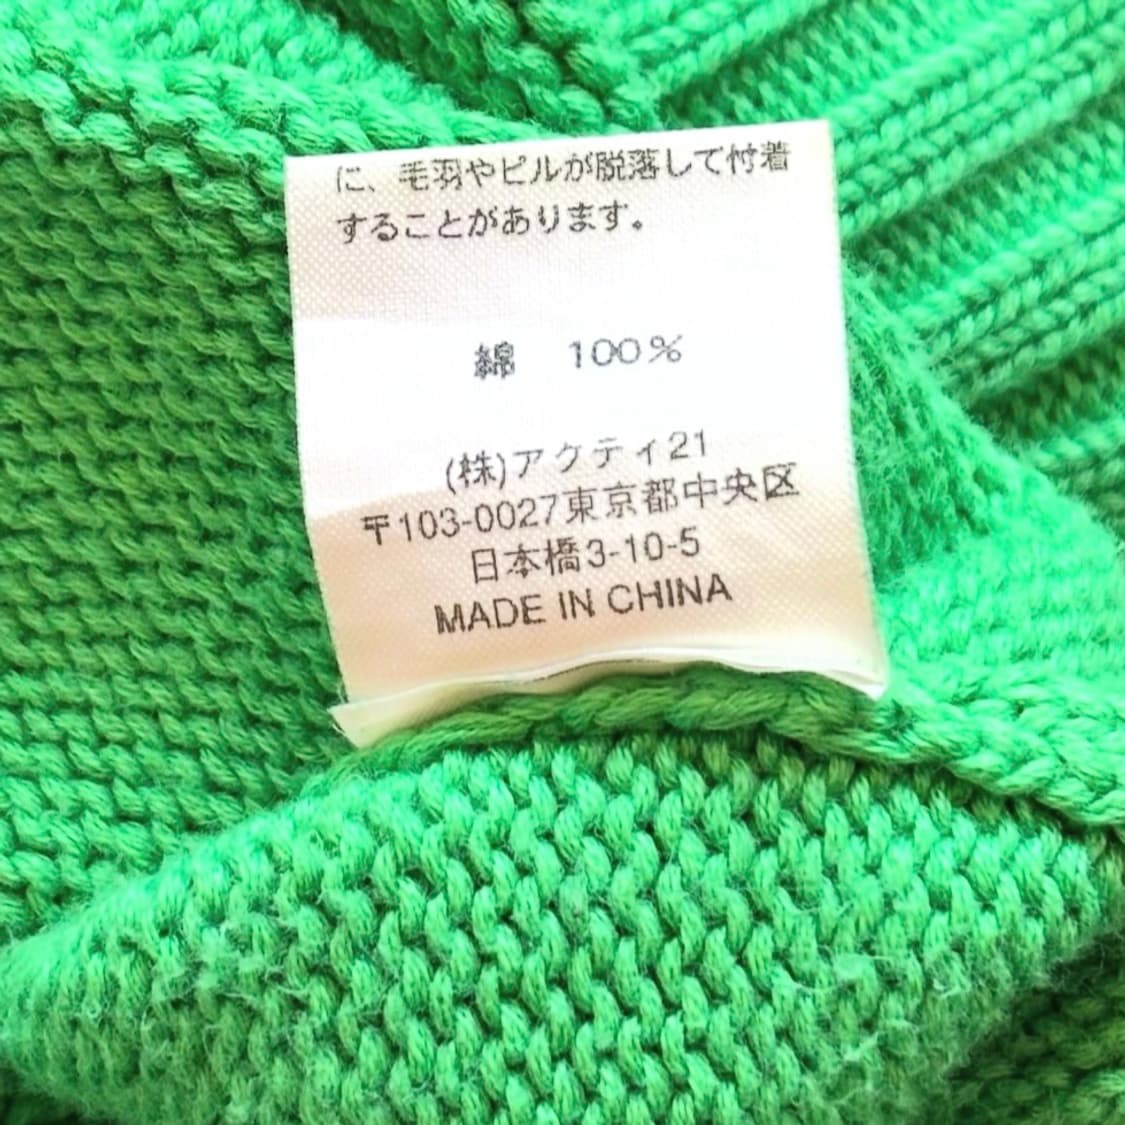 に、毛羽やピルが脱落して付着
することがあります。
綿 100%
(株)アクティ21
〒103-0027東京都中央区
日本橋3-10-5
MADE IN CHINA